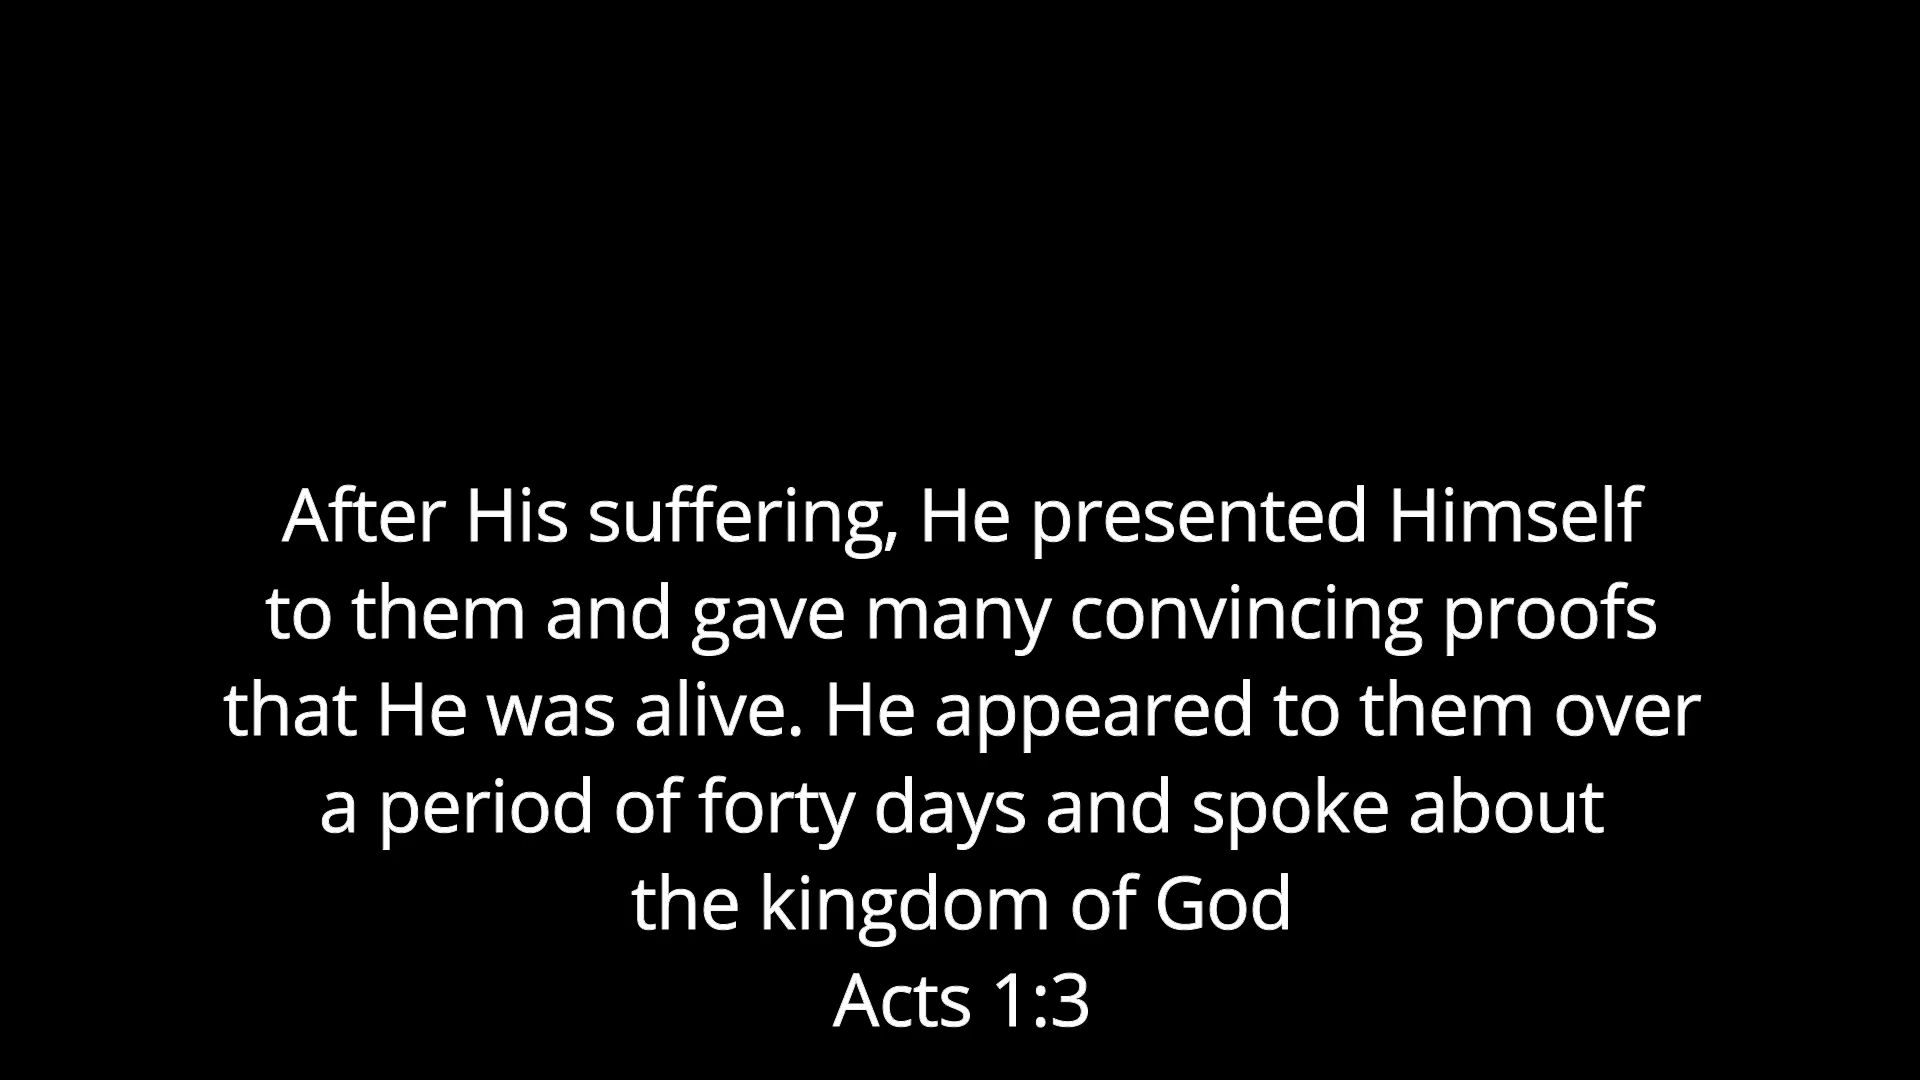 After His suffering, He presented Himself
to them and gave many convincing proofs
that He was alive. He appeared to them over
a period of forty days and spoke about
the kingdom of God
Acts 1:3